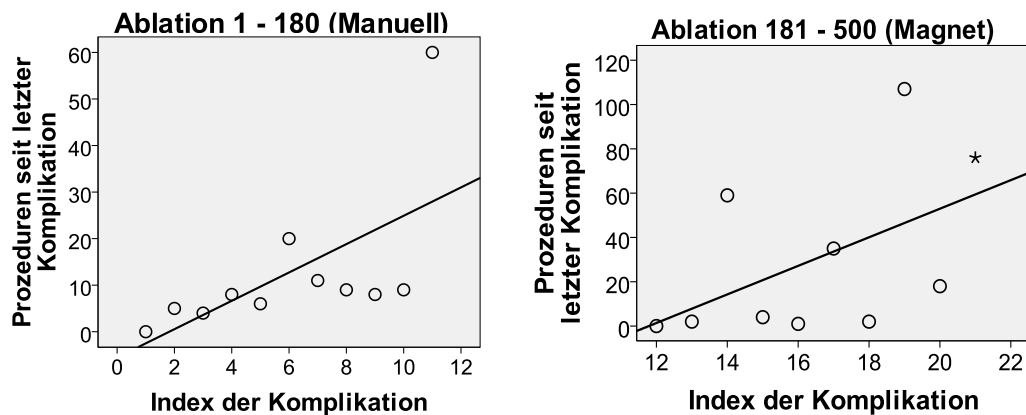 Ablation 1 - 180 (Manuell)
Prozeduren seit letzter
Komplikation
60
50
40
30
20
10
0
0 2 4 6 8 10 12
Index der Komplikation
Ablation 181 - 500 (Magnet)
Prozeduren seit
letzter Komplikation
120
100
80
60
40
20
0
12 14 16 18 20 22
Index der Komplikation